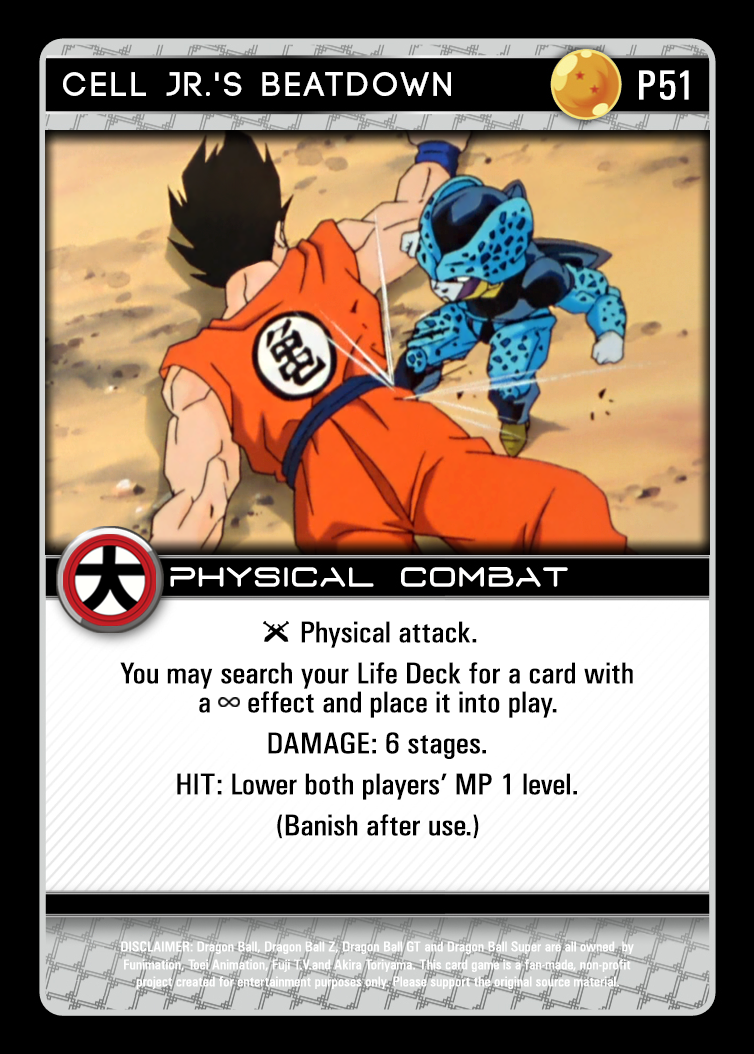 CELL JR.'S BEATDOWN
P51
亀
大
PHYSICAL COMBAT
Physical attack.
You may search your Life Deck for a card with
a ∞ effect and place it into play.
DAMAGE: 6 stages.
HIT: Lower both players' MP 1 level.
(Banish after use.)
DISCLAIMER: Dragon Ball, Dragon Ball Z, Dragon Ball GT and Dragon Ball Super are all owned by
Funimation, Toei Animation, Fuji T.V.and Akira Toriyama. This card game is a fan-made, non-profit
project created for entertainment purposes only. Please support the original source material.